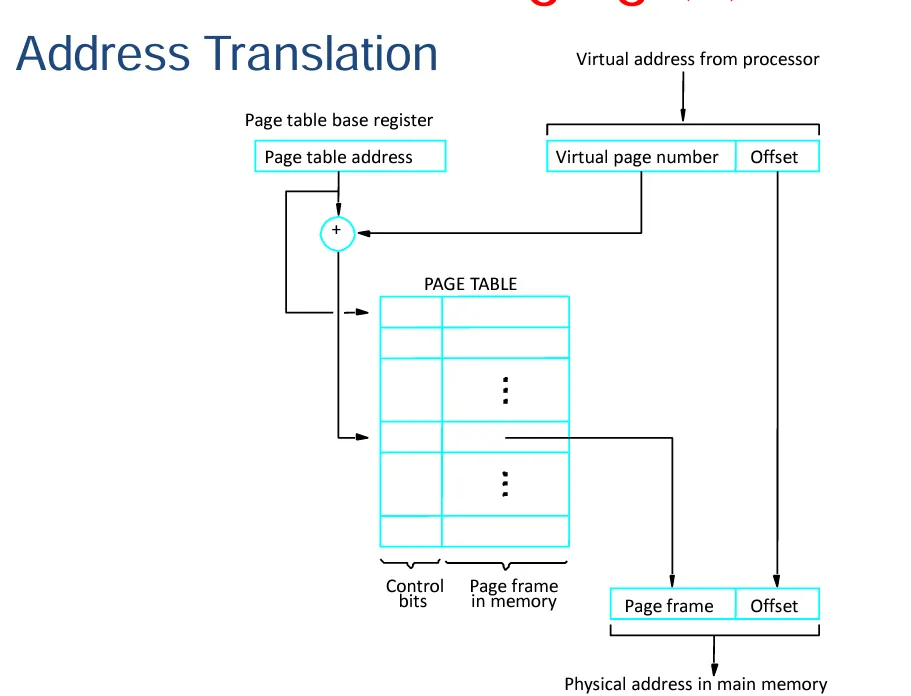 Address Translation
Virtual address from processor
Page table base register
Page table address
Virtual page number
Offset
+
PAGE TABLE
Control
bits
Page frame
in memory
Page frame
Offset
Physical address in main memory